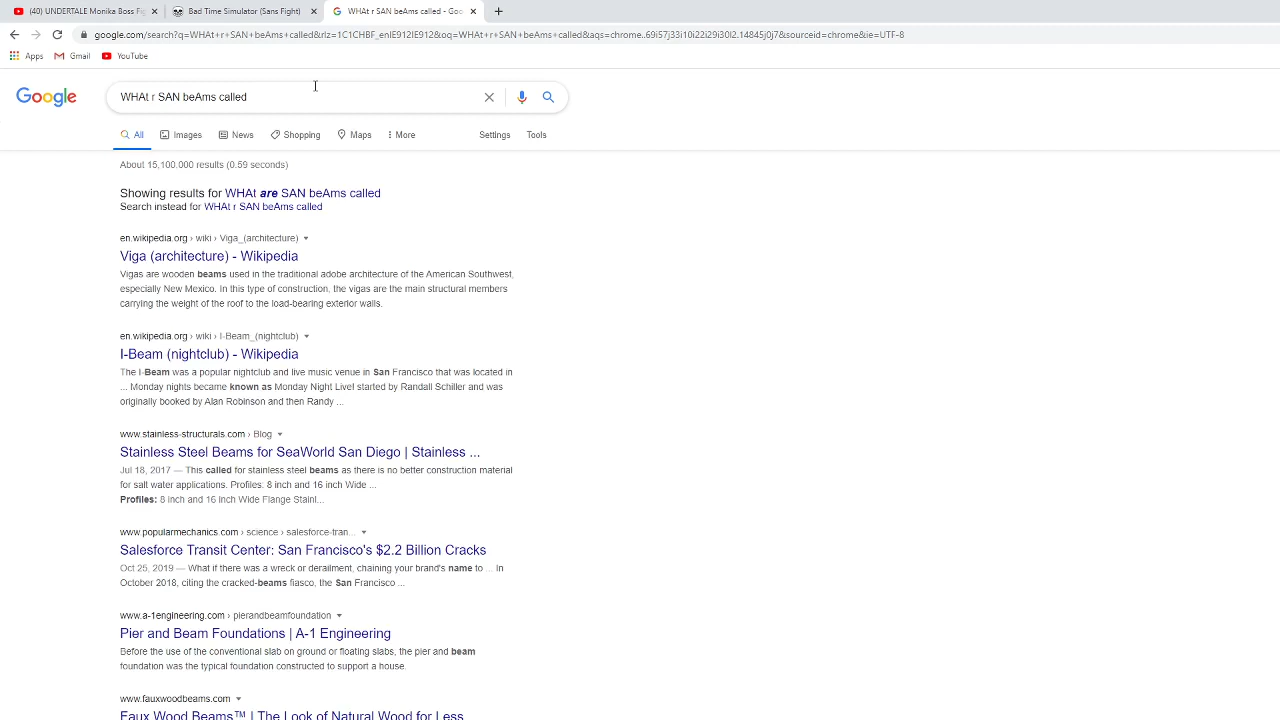 (40) UNDERTALE Monika Boss Fig
Bad Time Simulator (Sans Fight)
WHAt r SAN beAms called - Goo
google.com/search?q=WHAt+r+SAN+beAms+called&rlz=1C1CHBF_enIE912IE912&oq=WHAt+r+SAN+beAms+called&aqs=chrome..69i57j33i10i22i29i30l2.14845j0j7&sourceid=chrome&ie=UTF-8
Apps Gmail YouTube
Google WHAt r SAN beAms called
All Images News Shopping Maps More Settings Tools
About 15,100,000 results (0.59 seconds)
Showing results for WHAt are SAN beAms called
Search instead for WHAt r SAN beAms called
en.wikipedia.org › wiki › Viga_(architecture)
Viga (architecture) - Wikipedia
Vigas are wooden beams used in the traditional adobe architecture of the American Southwest,
especially New Mexico. In this type of construction, the vigas are the main structural members
carrying the weight of the roof to the load-bearing exterior walls.
en.wikipedia.org › wiki › I-Beam_(nightclub)
I-Beam (nightclub) - Wikipedia
The I-Beam was a popular nightclub and live music venue in San Francisco that was located in
... Monday nights became known as Monday Night Live! started by Randall Schiller and was
originally booked by Alan Robinson and then Randy ...
www.stainless-structurals.com › Blog
Stainless Steel Beams for SeaWorld San Diego | Stainless ...
Jul 18, 2017 — This called for stainless steel beams as there is no better construction material
for salt water applications. Profiles: 8 inch and 16 inch Wide ...
Profiles: 8 inch and 16 inch Wide Flange Stainl...
www.popularmechanics.com › science › salesforce-tran...
Salesforce Transit Center: San Francisco's $2.2 Billion Cracks
Oct 25, 2019 — What if there was a wreck or derailment, chaining your brand's name to ... In
October 2018, citing the cracked-beams fiasco, the San Francisco ...
www.a-1engineering.com › pierandbeamfoundation
Pier and Beam Foundations | A-1 Engineering
Before the use of the conventional slab on ground or floating slabs, the pier and beam
foundation was the typical foundation constructed to support a house.
www.fauxwoodbeams.com
Faux Wood Beams™ | The Look of Natural Wood for Less